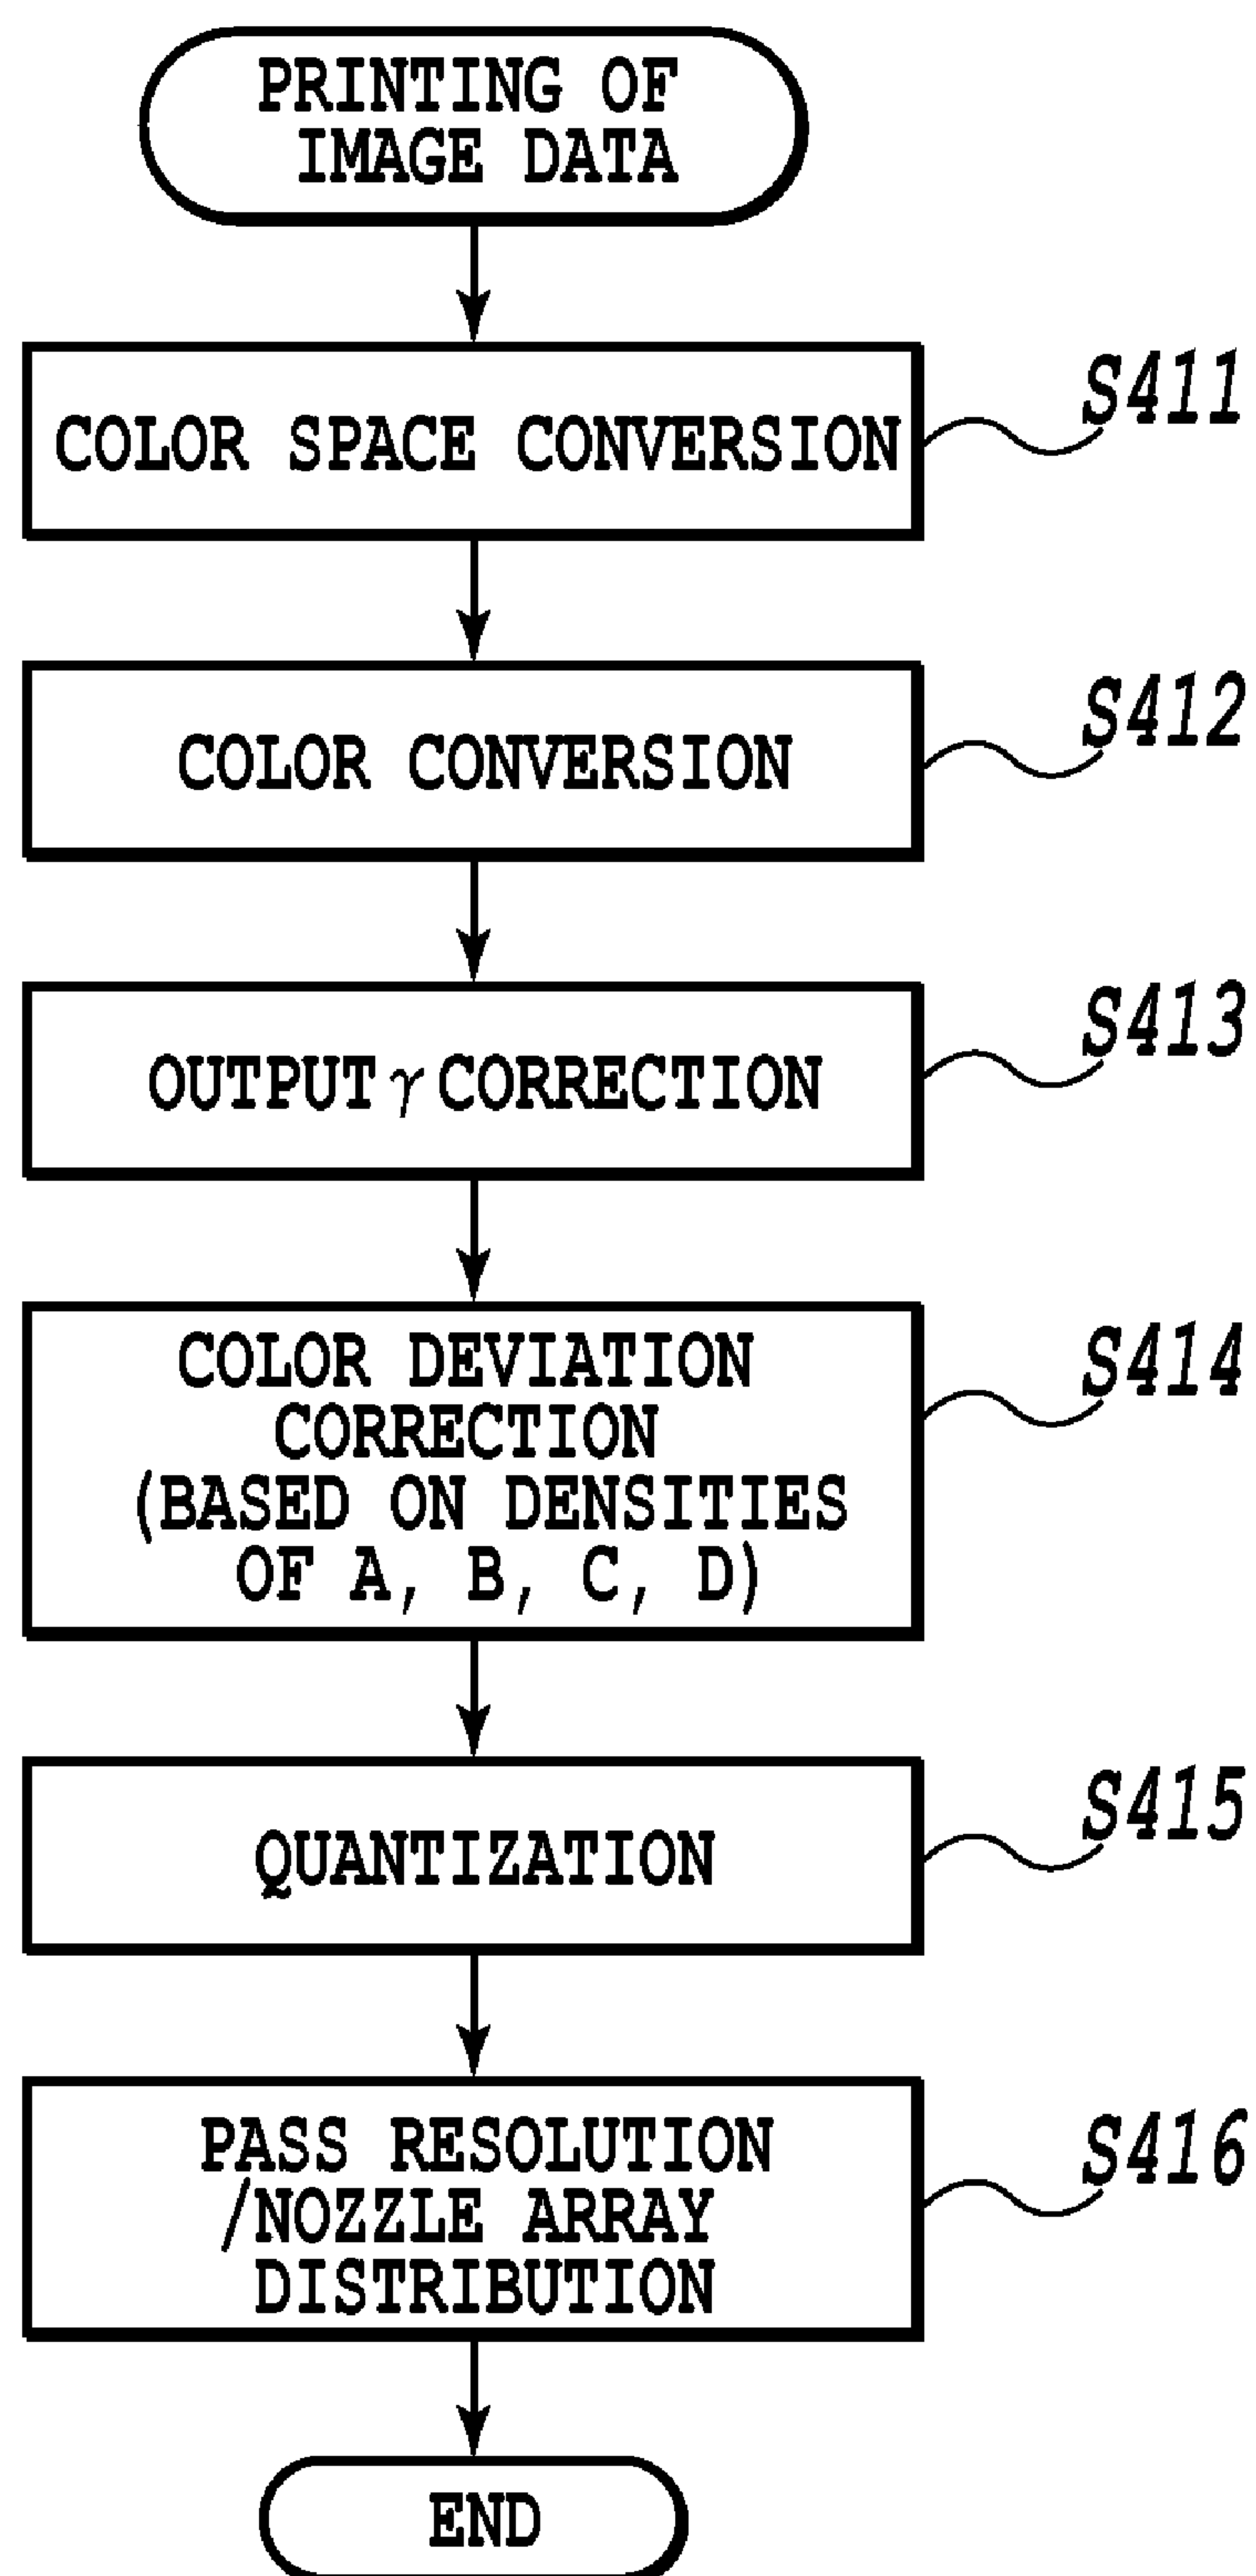 PRINTING OF
IMAGE DATA
COLOR SPACE CONVERSION
S411
COLOR CONVERSION
S412
OUTPUT γ CORRECTION
S413
COLOR DEVIATION
CORRECTION
(BASED ON DENSITIES
OF A, B, C, D)
S414
QUANTIZATION
S415
PASS RESOLUTION
/NOZZLE ARRAY
DISTRIBUTION
S416
END